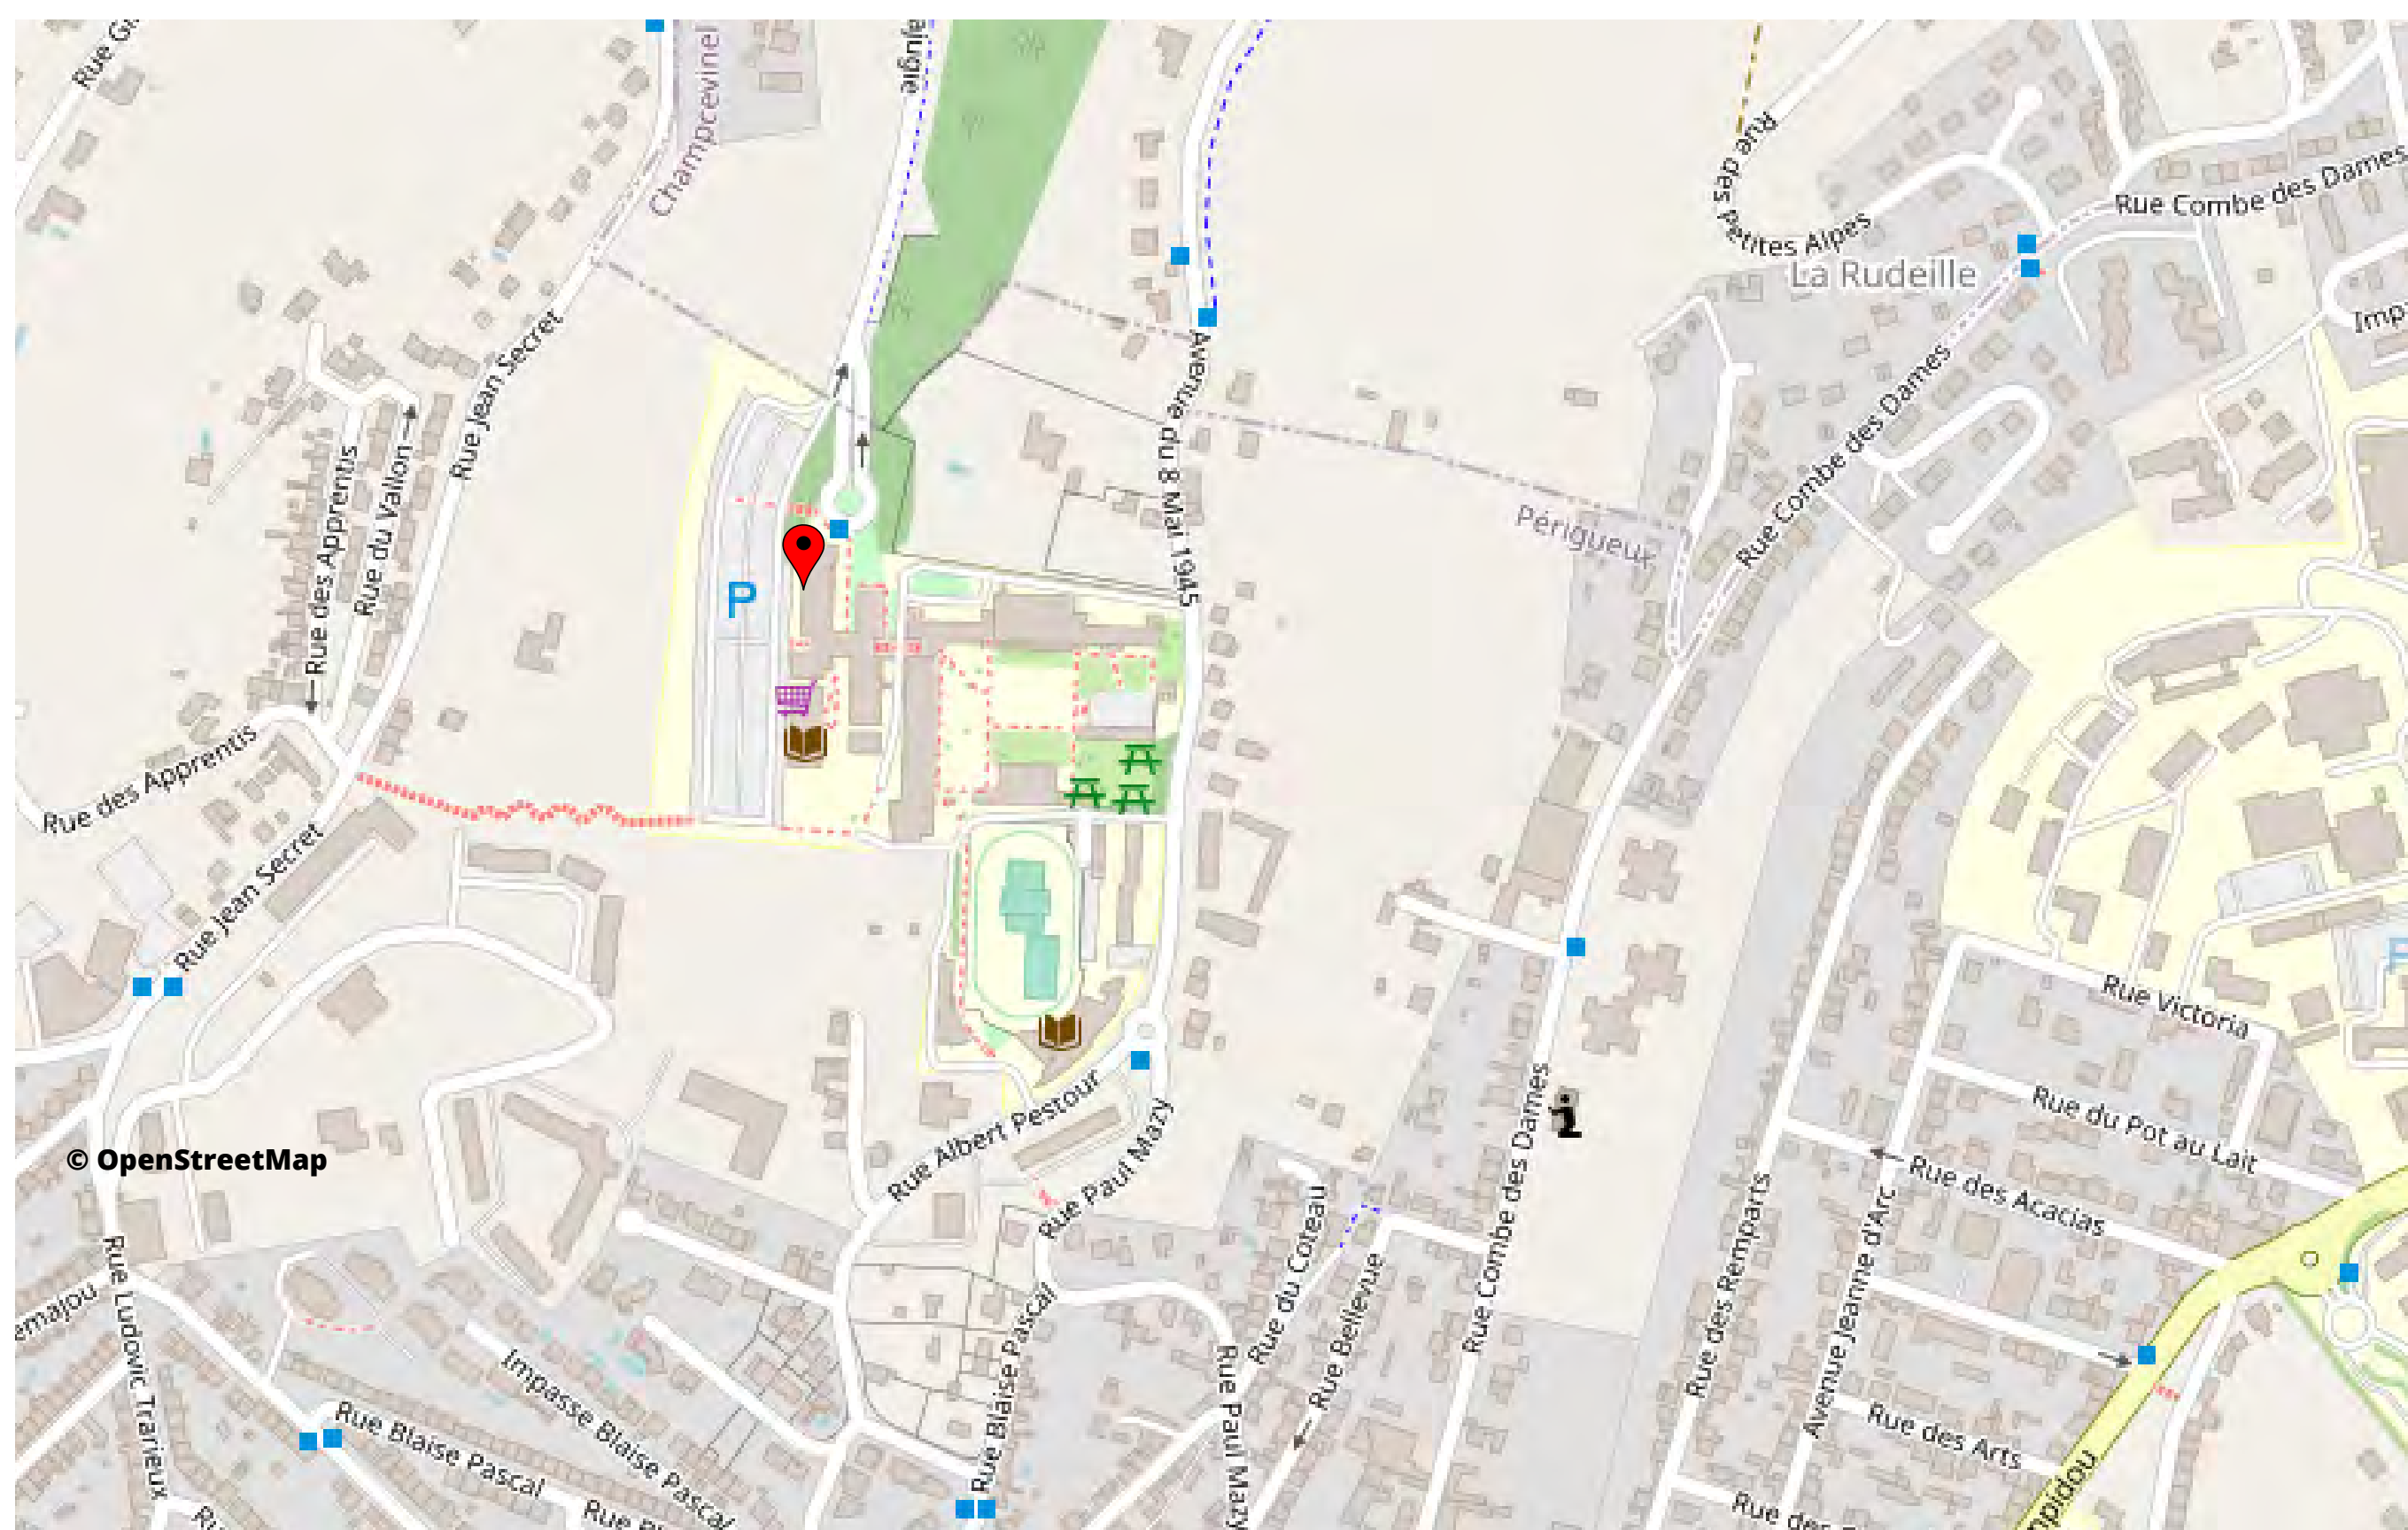 Champcevinel
Rue des Petites Alpes
Rue Combe des Dames
La Rudeille
Rue Jean Secret
Avenue du 8 Mai 1945
Rue Combe des Dames
Rue des Apprentis
Rue du Vallon
Périgueux
P
Rue des Apprentis
Rue Jean Secret
Rue Victoria
Rue Albert Pestour
Rue Paul Mazy
Rue Combe des Dames
Rue du Pot au Lait
Rue des Acacias
© OpenStreetMap
Rue Ludovic Trarieux
Rue du Coteau
Rue Bellevue
Rue des Remparts
Avenue Jeanne d'Arc
Rue Blaise Pascal
Impasse Blaise Pascal
Rue Blaise Pascal
Rue Paul Mazy
Rue des Arts
Rue des